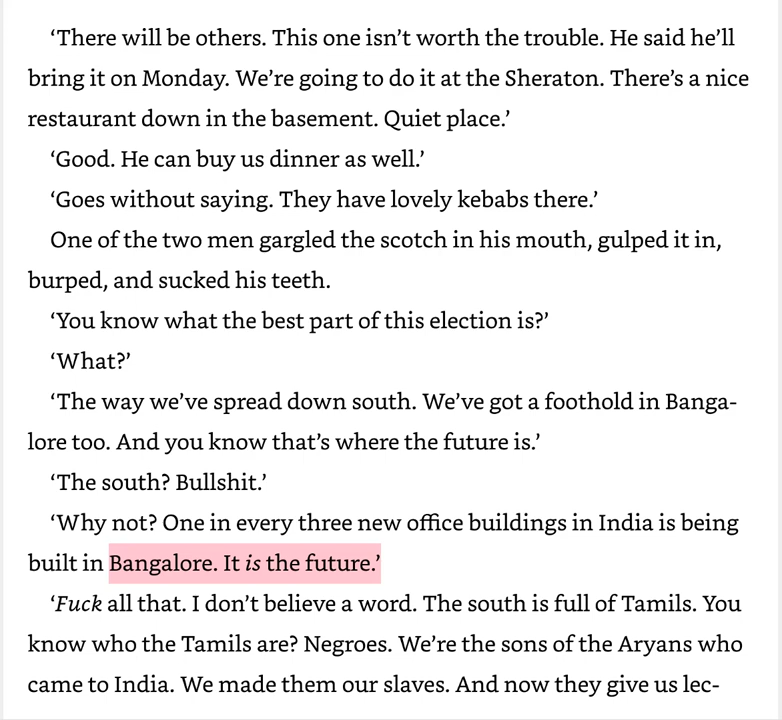 ‘There will be others. This one isn’t worth the trouble. He said he’ll
bring it on Monday. We’re going to do it at the Sheraton. There’s a nice
restaurant down in the basement. Quiet place.’
‘Good. He can buy us dinner as well.’
‘Goes without saying. They have lovely kebabs there.’
One of the two men gargled the scotch in his mouth, gulped it in,
burped, and sucked his teeth.
‘You know what the best part of this election is?’
‘What?’
‘The way we’ve spread down south. We’ve got a foothold in Banga-
lore too. And you know that’s where the future is.’
‘The south? Bullshit.’
‘Why not? One in every three new office buildings in India is being
built in Bangalore. It is the future.’
‘Fuck all that. I don’t believe a word. The south is full of Tamils. You
know who the Tamils are? Negroes. We’re the sons of the Aryans who
came to India. We made them our slaves. And now they give us lec-